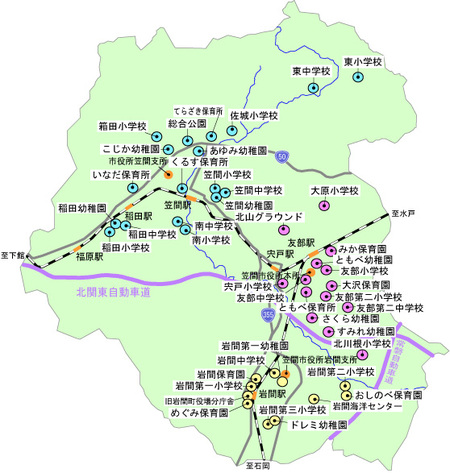 東小学校
東中学校
てらざき保育所
佐城小学校
総合公園
箱田小学校
こじか幼稚園
あゆみ幼稚園
市役所笠間支所
くるす保育所
50
いなだ保育所
笠間小学校
笠間中学校
大原小学校
笠間幼稚園
笠間駅
北山グラウンド
至水戸
稲田幼稚園
稲田駅
稲田中学校
南中学校
南小学校
稲田小学校
福原駅
至下館
宍戸駅
友部駅
みか保育園
ともべ幼稚園
笠間市役所本所
友部小学校
宍戸小学校
大沢保育園
友部中学校
友部第二小学校
ともべ保育所
友部第二中学校
北関東自動車道
355
さくら幼稚園
すみれ幼稚園
北川根小学校
常磐自動車道
岩間第一幼稚園
岩間中学校
笠間市役所岩間支所
岩間保育園
岩間第二小学校
岩間第一小学校
岩間駅
おしのべ保育園
旧岩間町役場分庁舎
岩間海洋センター
めぐみ保育園
岩間第三小学校
ドレミ幼稚園
至石岡